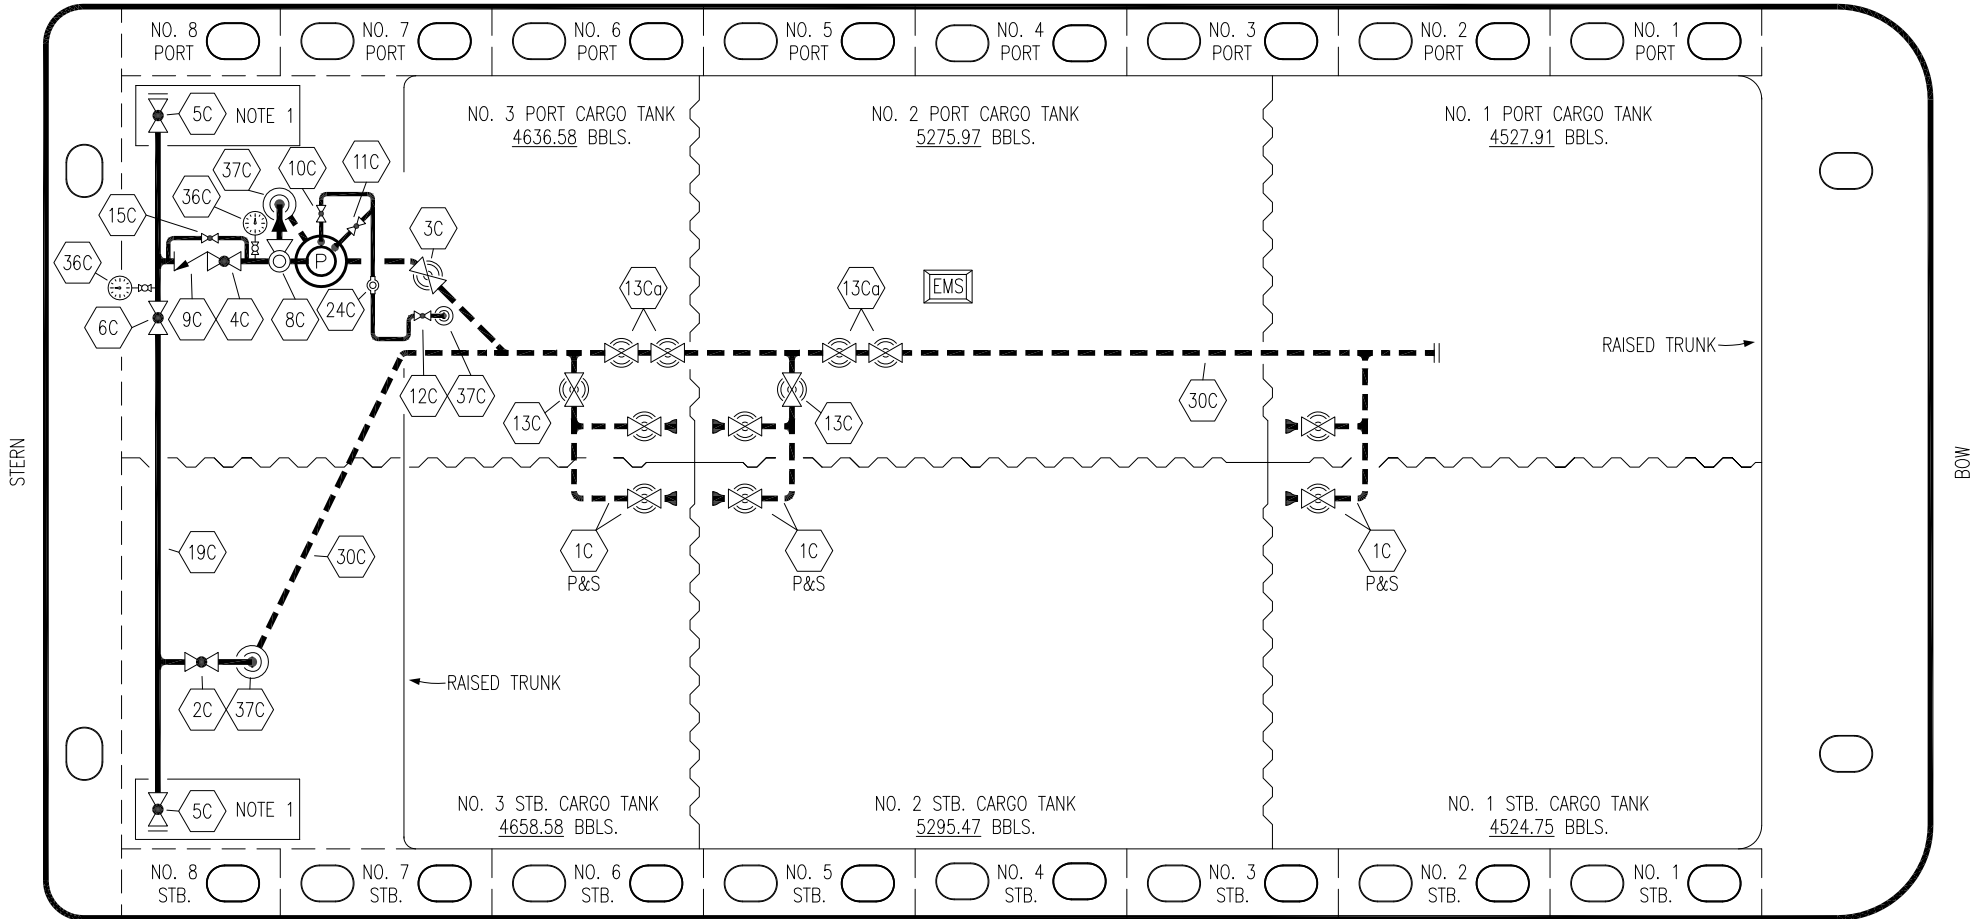 NO. 8
PORT
NO. 7
PORT
NO. 6
PORT
NO. 5
PORT
NO. 4
PORT
NO. 3
PORT
NO. 2
PORT
NO. 1
PORT
5C
NOTE 1
NO. 3 PORT CARGO TANK
4636.58 BBLS.
NO. 2 PORT CARGO TANK
5275.97 BBLS.
NO. 1 PORT CARGO TANK
4527.91 BBLS.
37C
10C
11C
36C
15C
3C
36C
P
13Ca
13Ca
EMS
6C
9C
4C
8C
24C
RAISED TRUNK
12C
37C
30C
13C
13C
STERN
BOW
19C
30C
1C
P&S
1C
P&S
1C
P&S
RAISED TRUNK
2C
37C
5C
NOTE 1
NO. 3 STB. CARGO TANK
4658.58 BBLS.
NO. 2 STB. CARGO TANK
5295.47 BBLS.
NO. 1 STB. CARGO TANK
4524.75 BBLS.
NO. 8
STB.
NO. 7
STB.
NO. 6
STB.
NO. 5
STB.
NO. 4
STB.
NO. 3
STB.
NO. 2
STB.
NO. 1
STB.